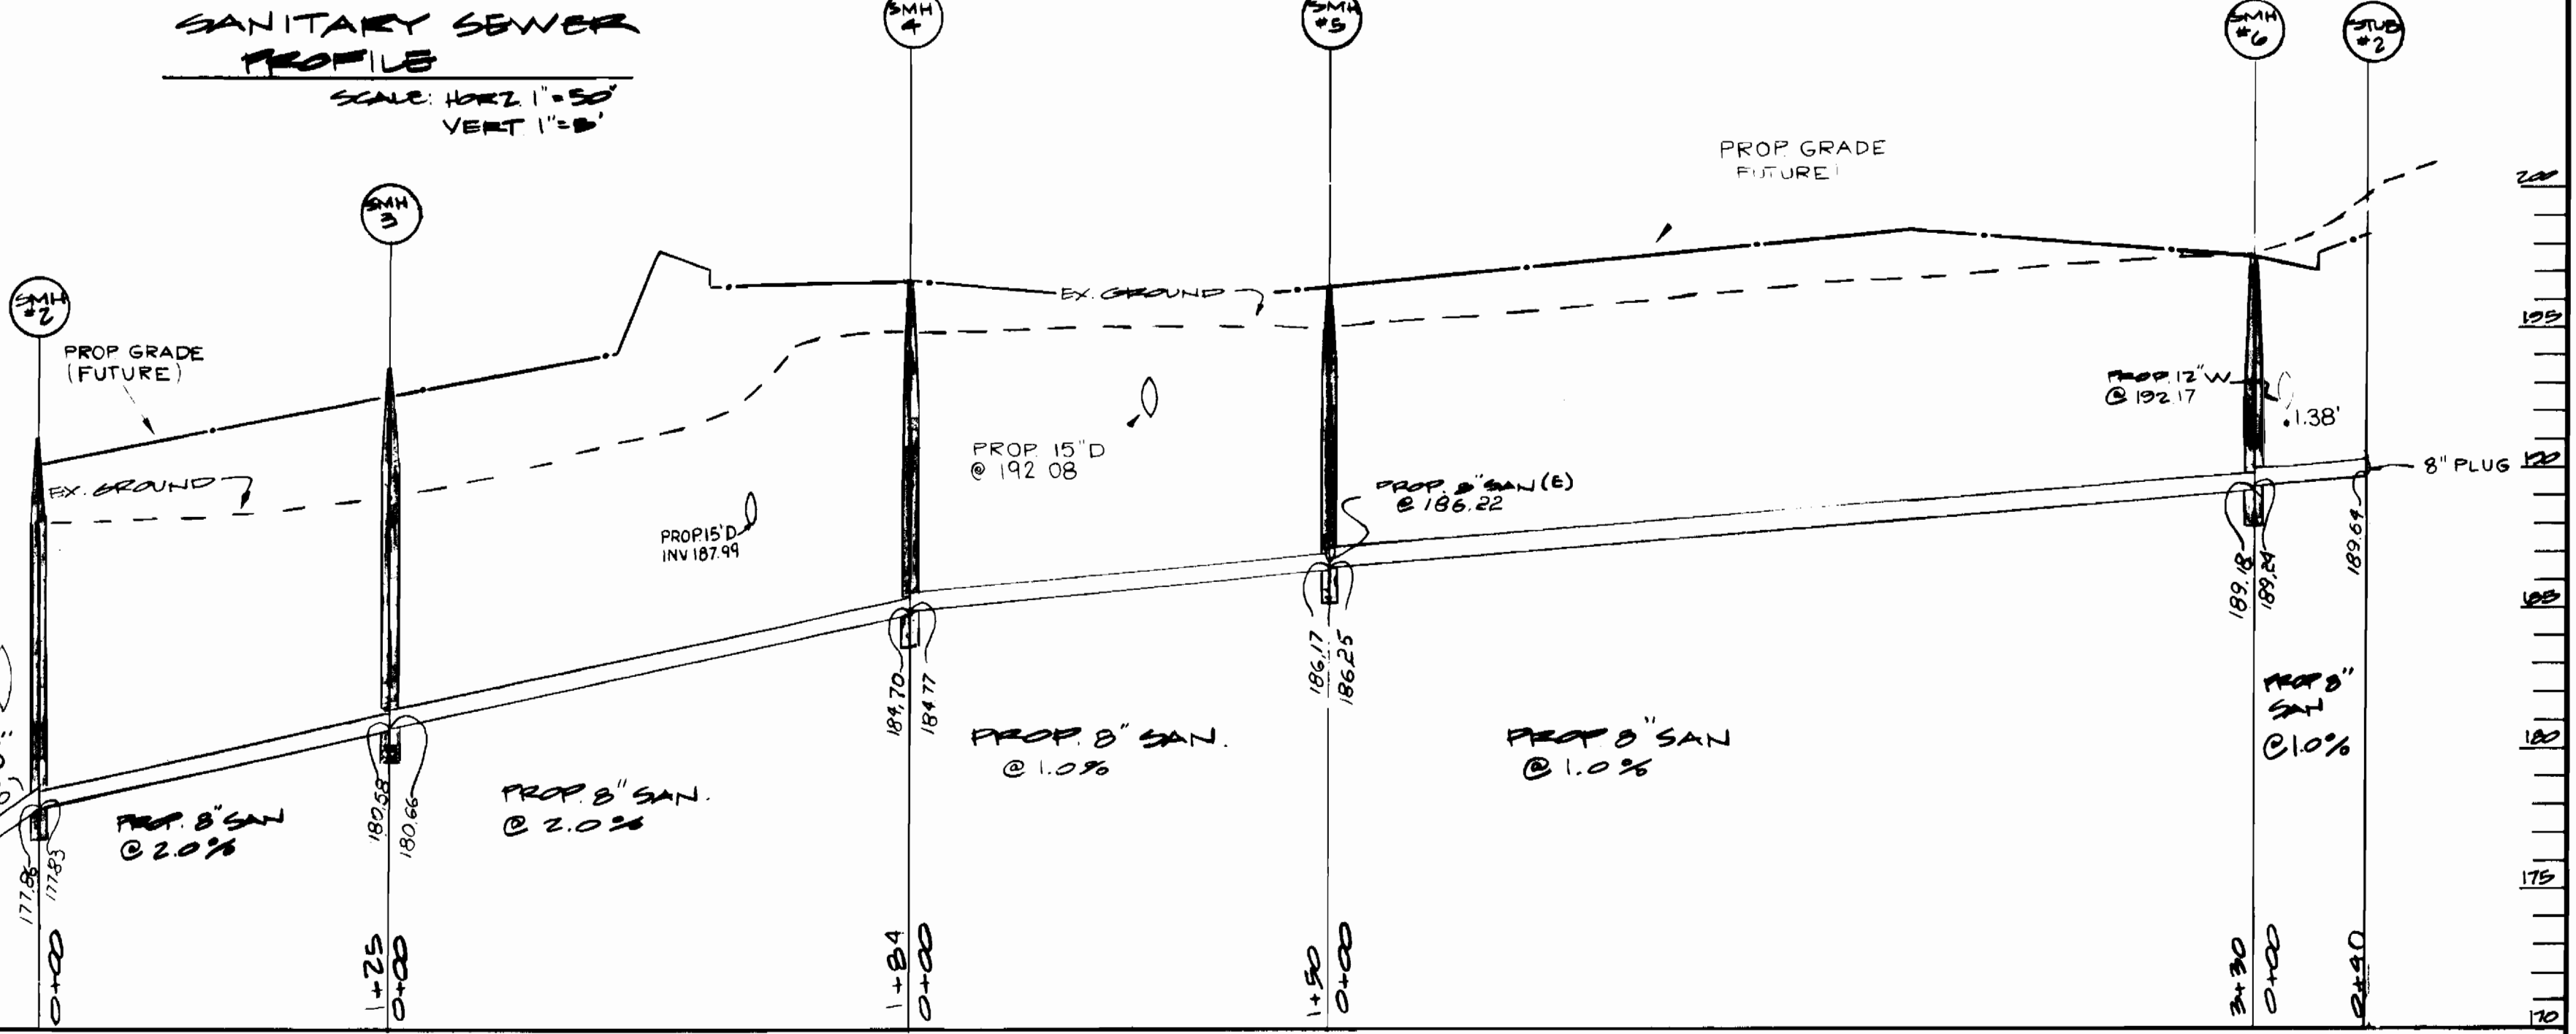 SANITARY SEWER
PROFILE
SCALE: HORZ. 1"=50'
VERT. 1"=5'
SMH
#2
SMH
3
SMH
4
SMH
#5
SMH
#6
STUB
#2
PROP. GRADE
(FUTURE)
EX. GROUND
PROP. 15"D
INV 187.99
EX. GROUND
PROP. 15"D
@ 192.08
PROP. GRADE
FUTURE)
PROP. 8"SAN (E)
@ 186.22
PROP. 12"W
@ 192.17
1.38'
8" PLUG
200
195
190
185
180
175
170
177.86
177.83
180.58
180.66
184.70
184.77
186.17
186.25
189.18
189.24
189.64
PROP. 8"SAN
@ 2.0%
PROP. 8"SAN.
@ 2.0%
PROP. 8" SAN.
@ 1.0%
PROP 8"SAN
@ 1.0%
PROP 8"
SAN
@1.0%
0+00
1+25
0+00
1+84
0+00
1+50
0+00
3+30
0+00
0+40